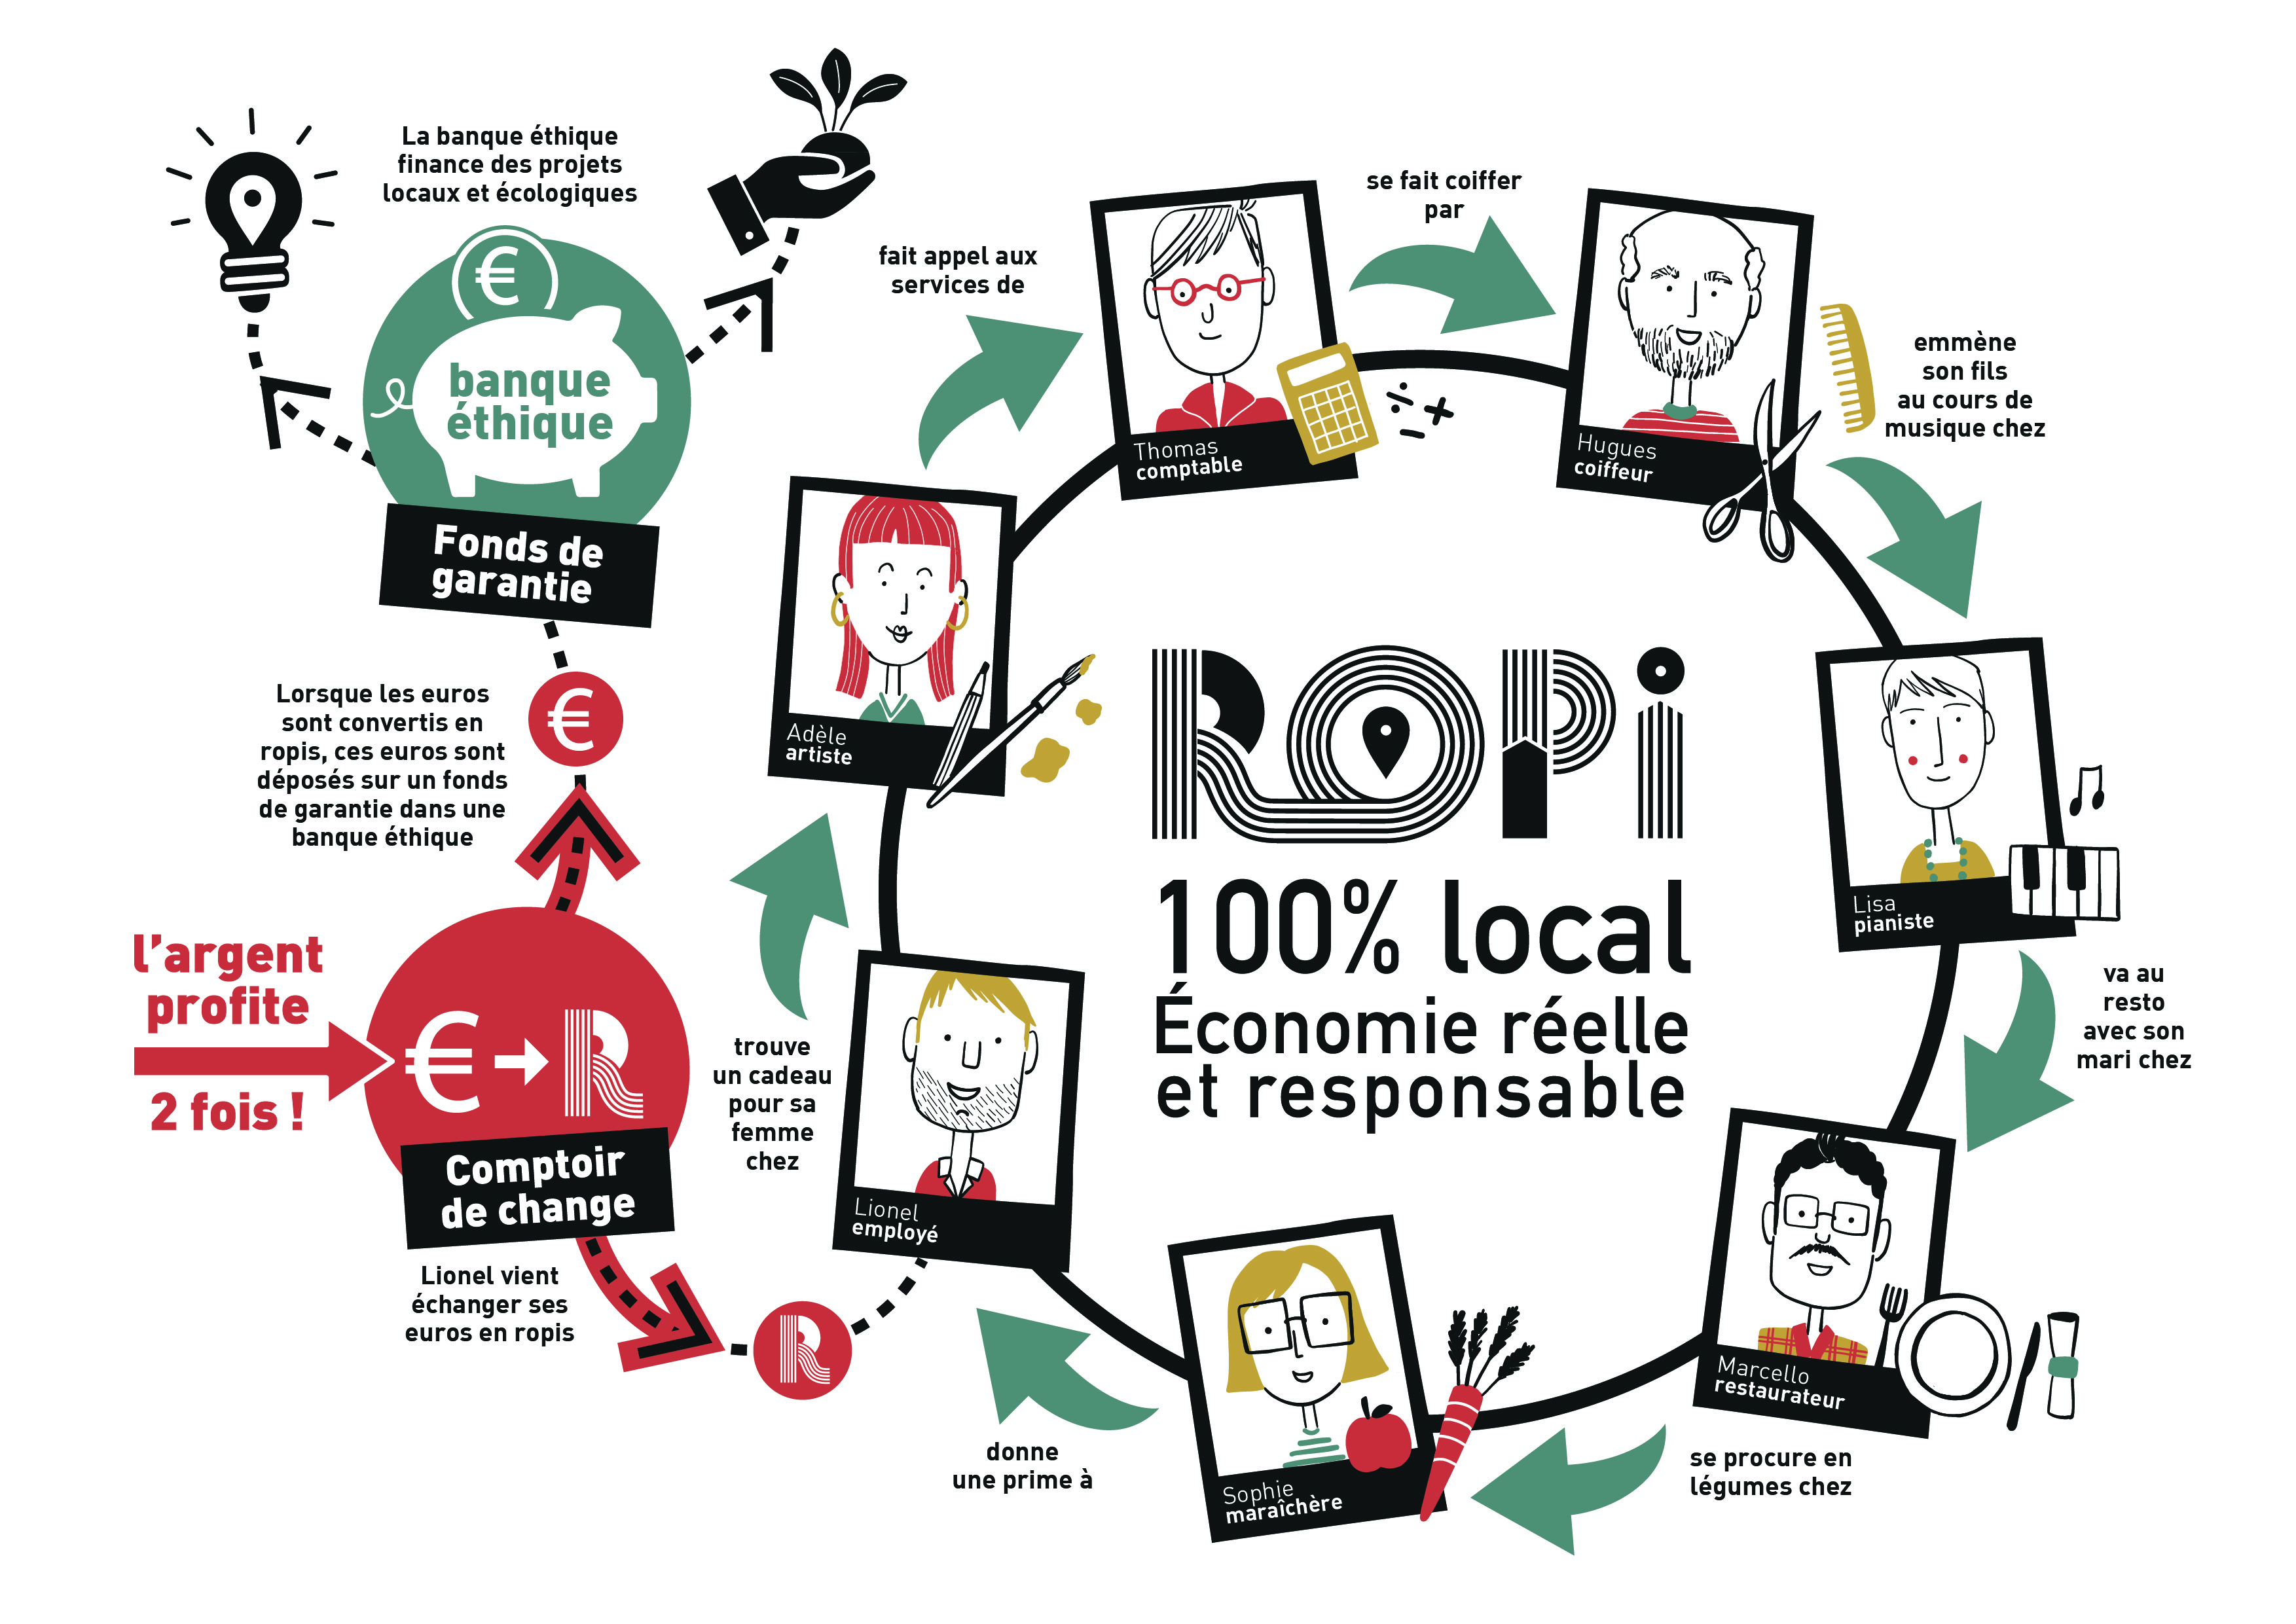 La banque éthique
finance des projets
locaux et écologiques
€
banque
éthique
Fonds de
garantie
€
Lorsque les euros
sont convertis en
ropis, ces euros sont
déposés sur un fonds
de garantie dans une
banque éthique
l'argent
profite
2 fois !
€ → R
Comptoir
de change
Lionel vient
échanger ses
euros en ropis
R
Lionel
employé
trouve
un cadeau
pour sa
femme
chez
Adèle
artiste
fait appel aux
services de
Thomas
comptable
÷ + −
se fait coiffer
par
Hugues
coiffeur
emmène
son fils
au cours de
musique chez
Lisa
pianiste
va au
resto
avec son
mari chez
Marcello
restaurateur
se procure en
légumes chez
Sophie
maraîchère
donne
une prime à
ROPi
100% local
Économie réelle
et responsable